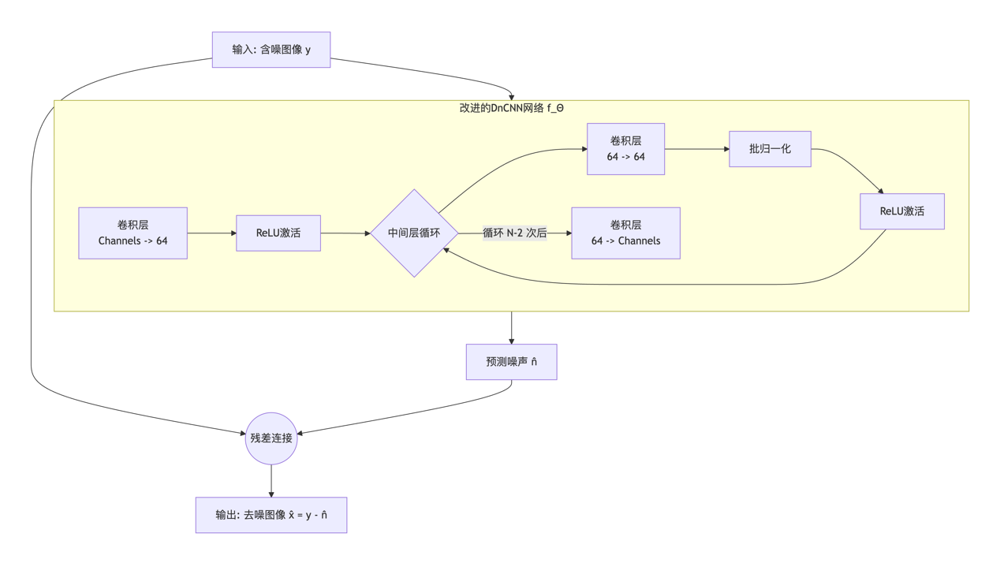 输入: 含噪图像 y
改进的DnCNN网络 f_Θ
卷积层
64 -> 64
批归一化
ReLU激活
卷积层
Channels -> 64
ReLU激活
中间层循环
循环 N-2 次后
卷积层
64 -> Channels
预测噪声 n̂
残差连接
输出: 去噪图像 x̂ = y - n̂